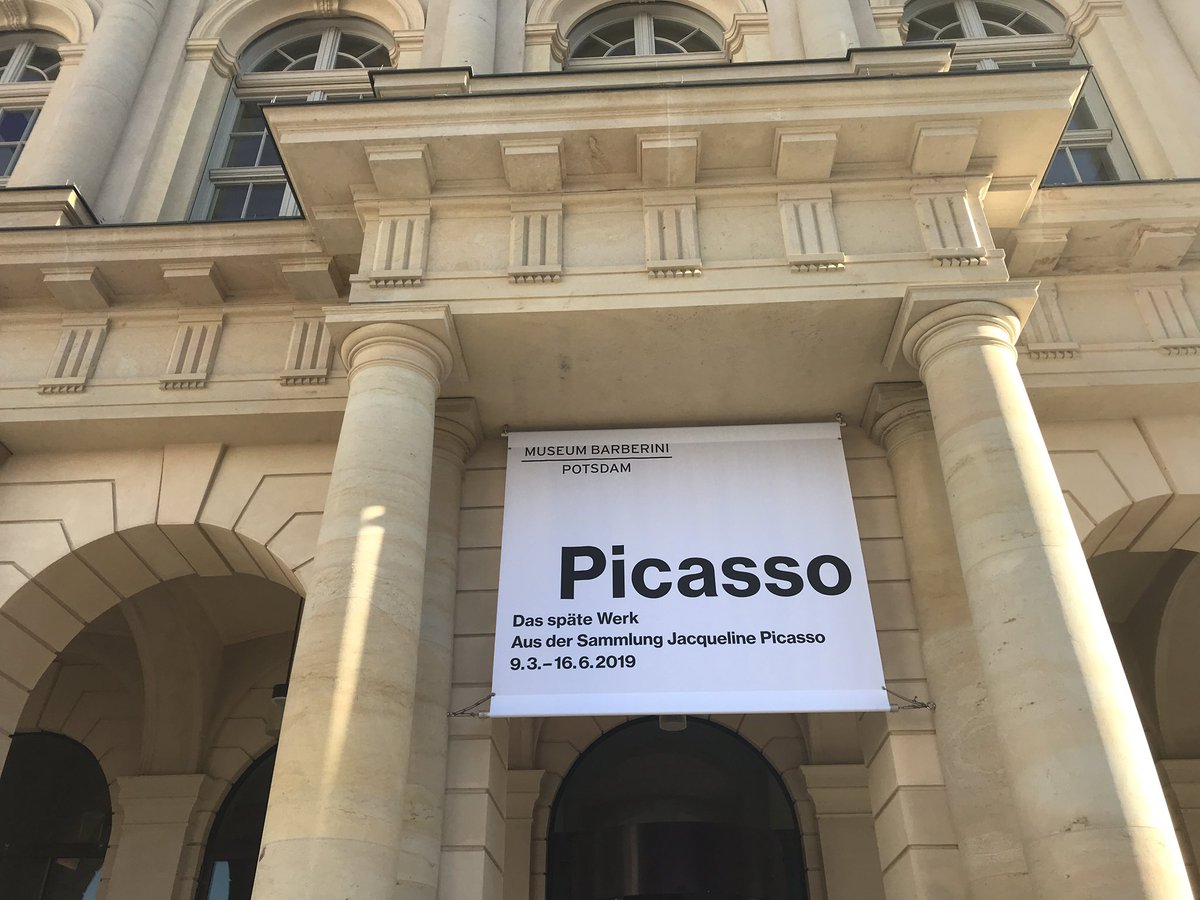 MUSEUM BARBERINI
POTSDAM
Picasso
Das späte Werk
Aus der Sammlung Jacqueline Picasso
9.3.–16.6.2019